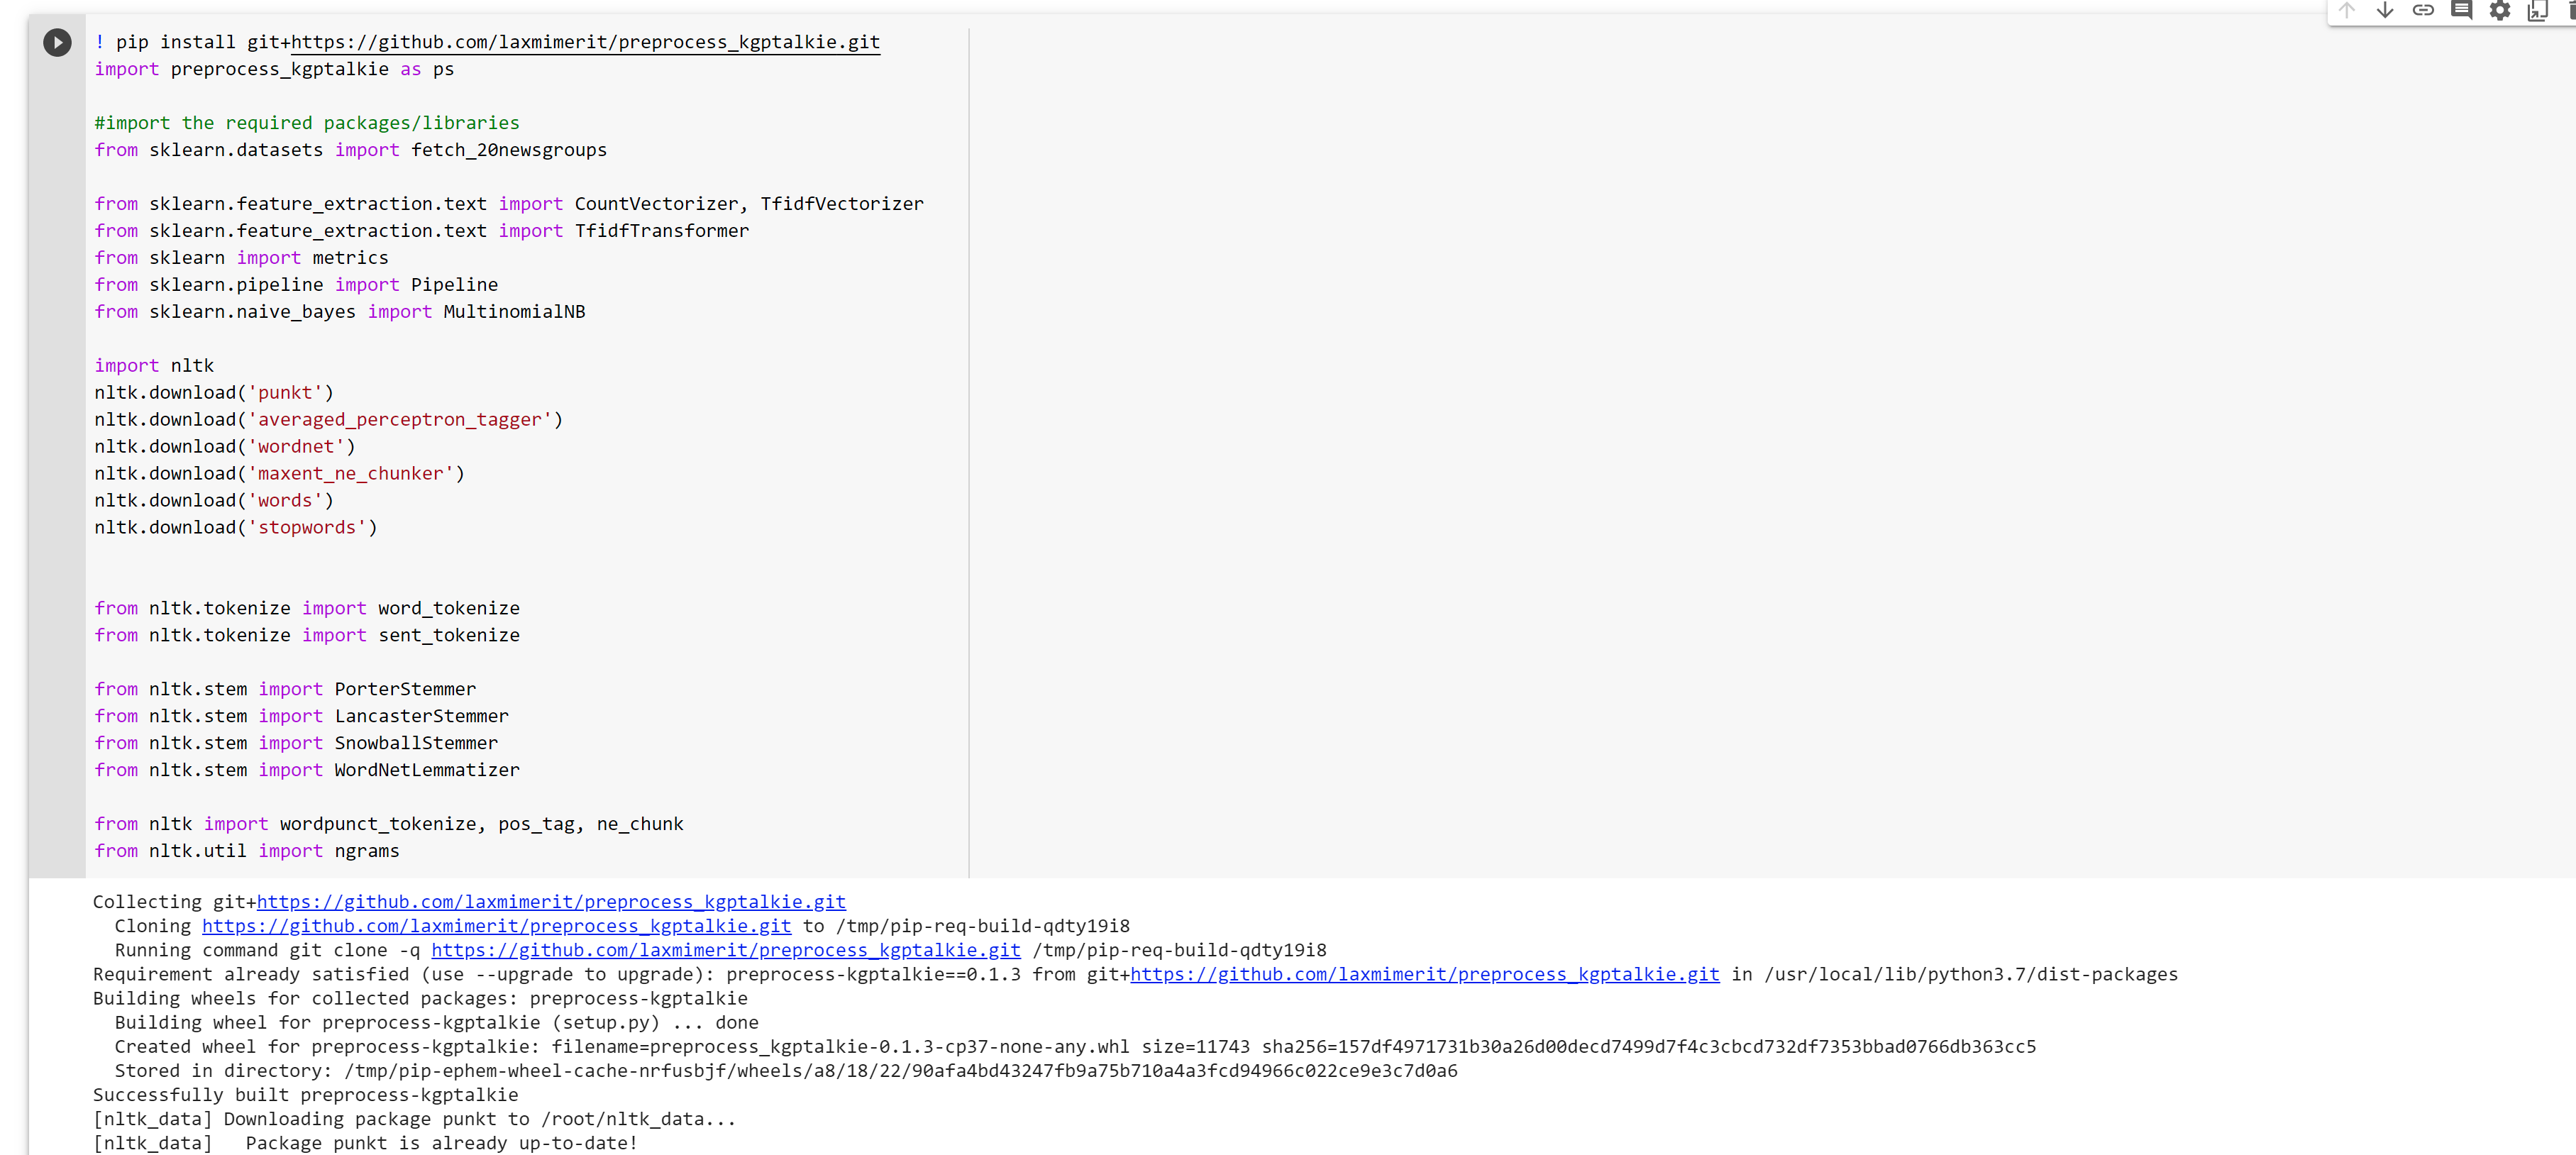 ! pip install git+https://github.com/laxmimerit/preprocess_kgptalkie.git
import preprocess_kgptalkie as ps
#import the required packages/libraries
from sklearn.datasets import fetch_20newsgroups
from sklearn.feature_extraction.text import CountVectorizer, TfidfVectorizer
from sklearn.feature_extraction.text import TfidfTransformer
from sklearn import metrics
from sklearn.pipeline import Pipeline
from sklearn.naive_bayes import MultinomialNB
import nltk
nltk.download('punkt')
nltk.download('averaged_perceptron_tagger')
nltk.download('wordnet')
nltk.download('maxent_ne_chunker')
nltk.download('words')
nltk.download('stopwords')
from nltk.tokenize import word_tokenize
from nltk.tokenize import sent_tokenize
from nltk.stem import PorterStemmer
from nltk.stem import LancasterStemmer
from nltk.stem import SnowballStemmer
from nltk.stem import WordNetLemmatizer
from nltk import wordpunct_tokenize, pos_tag, ne_chunk
from nltk.util import ngrams
Collecting git+https://github.com/laxmimerit/preprocess_kgptalkie.git
Cloning https://github.com/laxmimerit/preprocess_kgptalkie.git to /tmp/pip-req-build-qdty19i8
Running command git clone -q https://github.com/laxmimerit/preprocess_kgptalkie.git /tmp/pip-req-build-qdty19i8
Requirement already satisfied (use --upgrade to upgrade): preprocess-kgptalkie==0.1.3 from git+https://github.com/laxmimerit/preprocess_kgptalkie.git in /usr/local/lib/python3.7/dist-packages
Building wheels for collected packages: preprocess-kgptalkie
Building wheel for preprocess-kgptalkie (setup.py) ... done
Created wheel for preprocess-kgptalkie: filename=preprocess_kgptalkie-0.1.3-cp37-none-any.whl size=11743 sha256=157df4971731b30a26d00decd7499d7f4c3cbcd732df7353bbad0766db363cc5
Stored in directory: /tmp/pip-ephem-wheel-cache-nrfusbjf/wheels/a8/18/22/90afa4bd43247fb9a75b710a4a3fcd94966c022ce9e3c7d0a6
Successfully built preprocess-kgptalkie
[nltk_data] Downloading package punkt to /root/nltk_data...
[nltk_data]   Package punkt is already up-to-date!